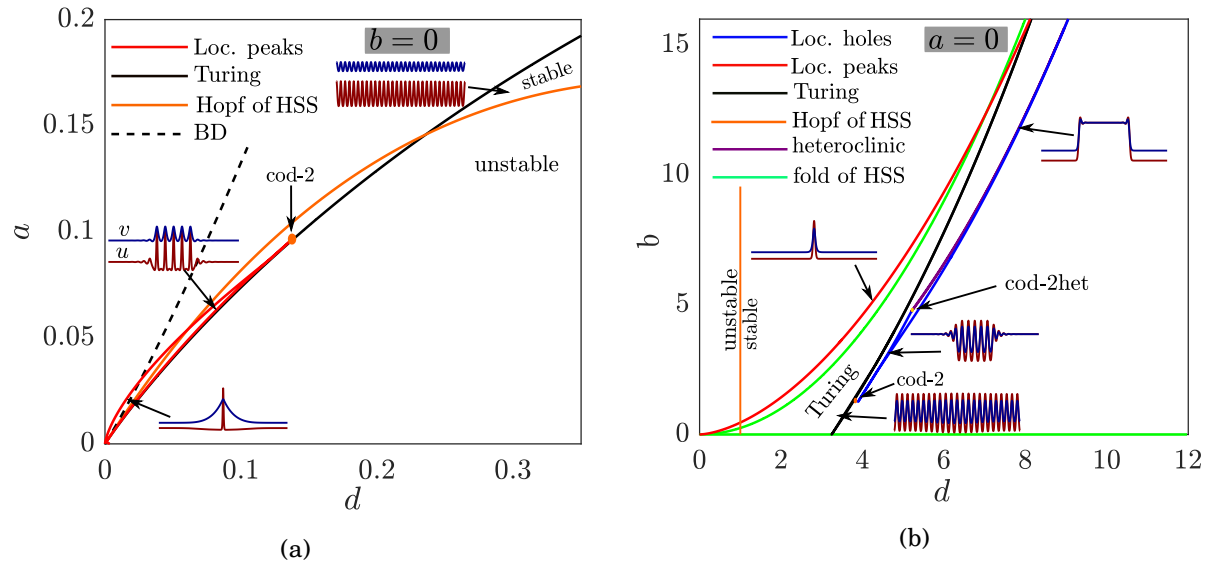 0.2
0.15
0.1
0.05
0
a
b = 0
Loc. peaks
Turing
Hopf of HSS
BD
stable
unstable
cod-2
v
u
0
0.1
0.2
0.3
d
(a)
15
10
5
0
b
a = 0
Loc. holes
Loc. peaks
Turing
Hopf of HSS
heteroclinic
fold of HSS
unstable
stable
cod-2het
cod-2
Turing
0
2
4
6
8
10
12
d
(b)